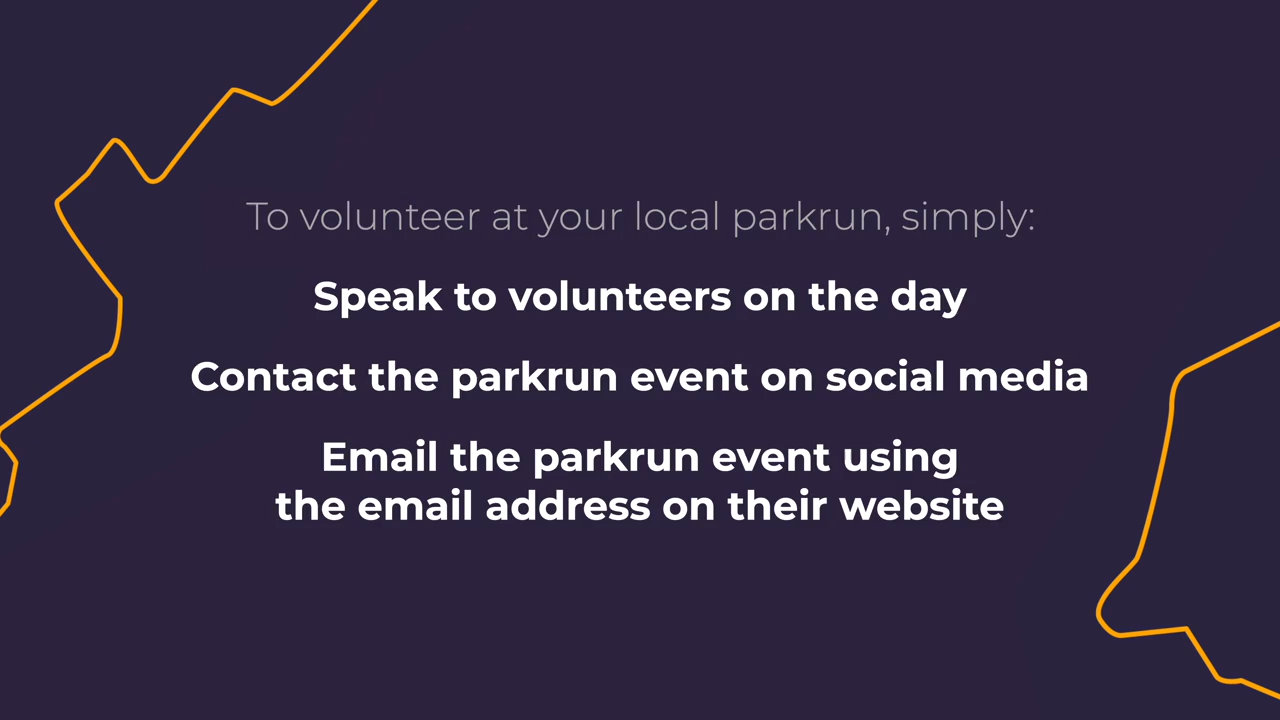 To volunteer at your local parkrun, simply:
Speak to volunteers on the day
Contact the parkrun event on social media
Email the parkrun event using
the email address on their website